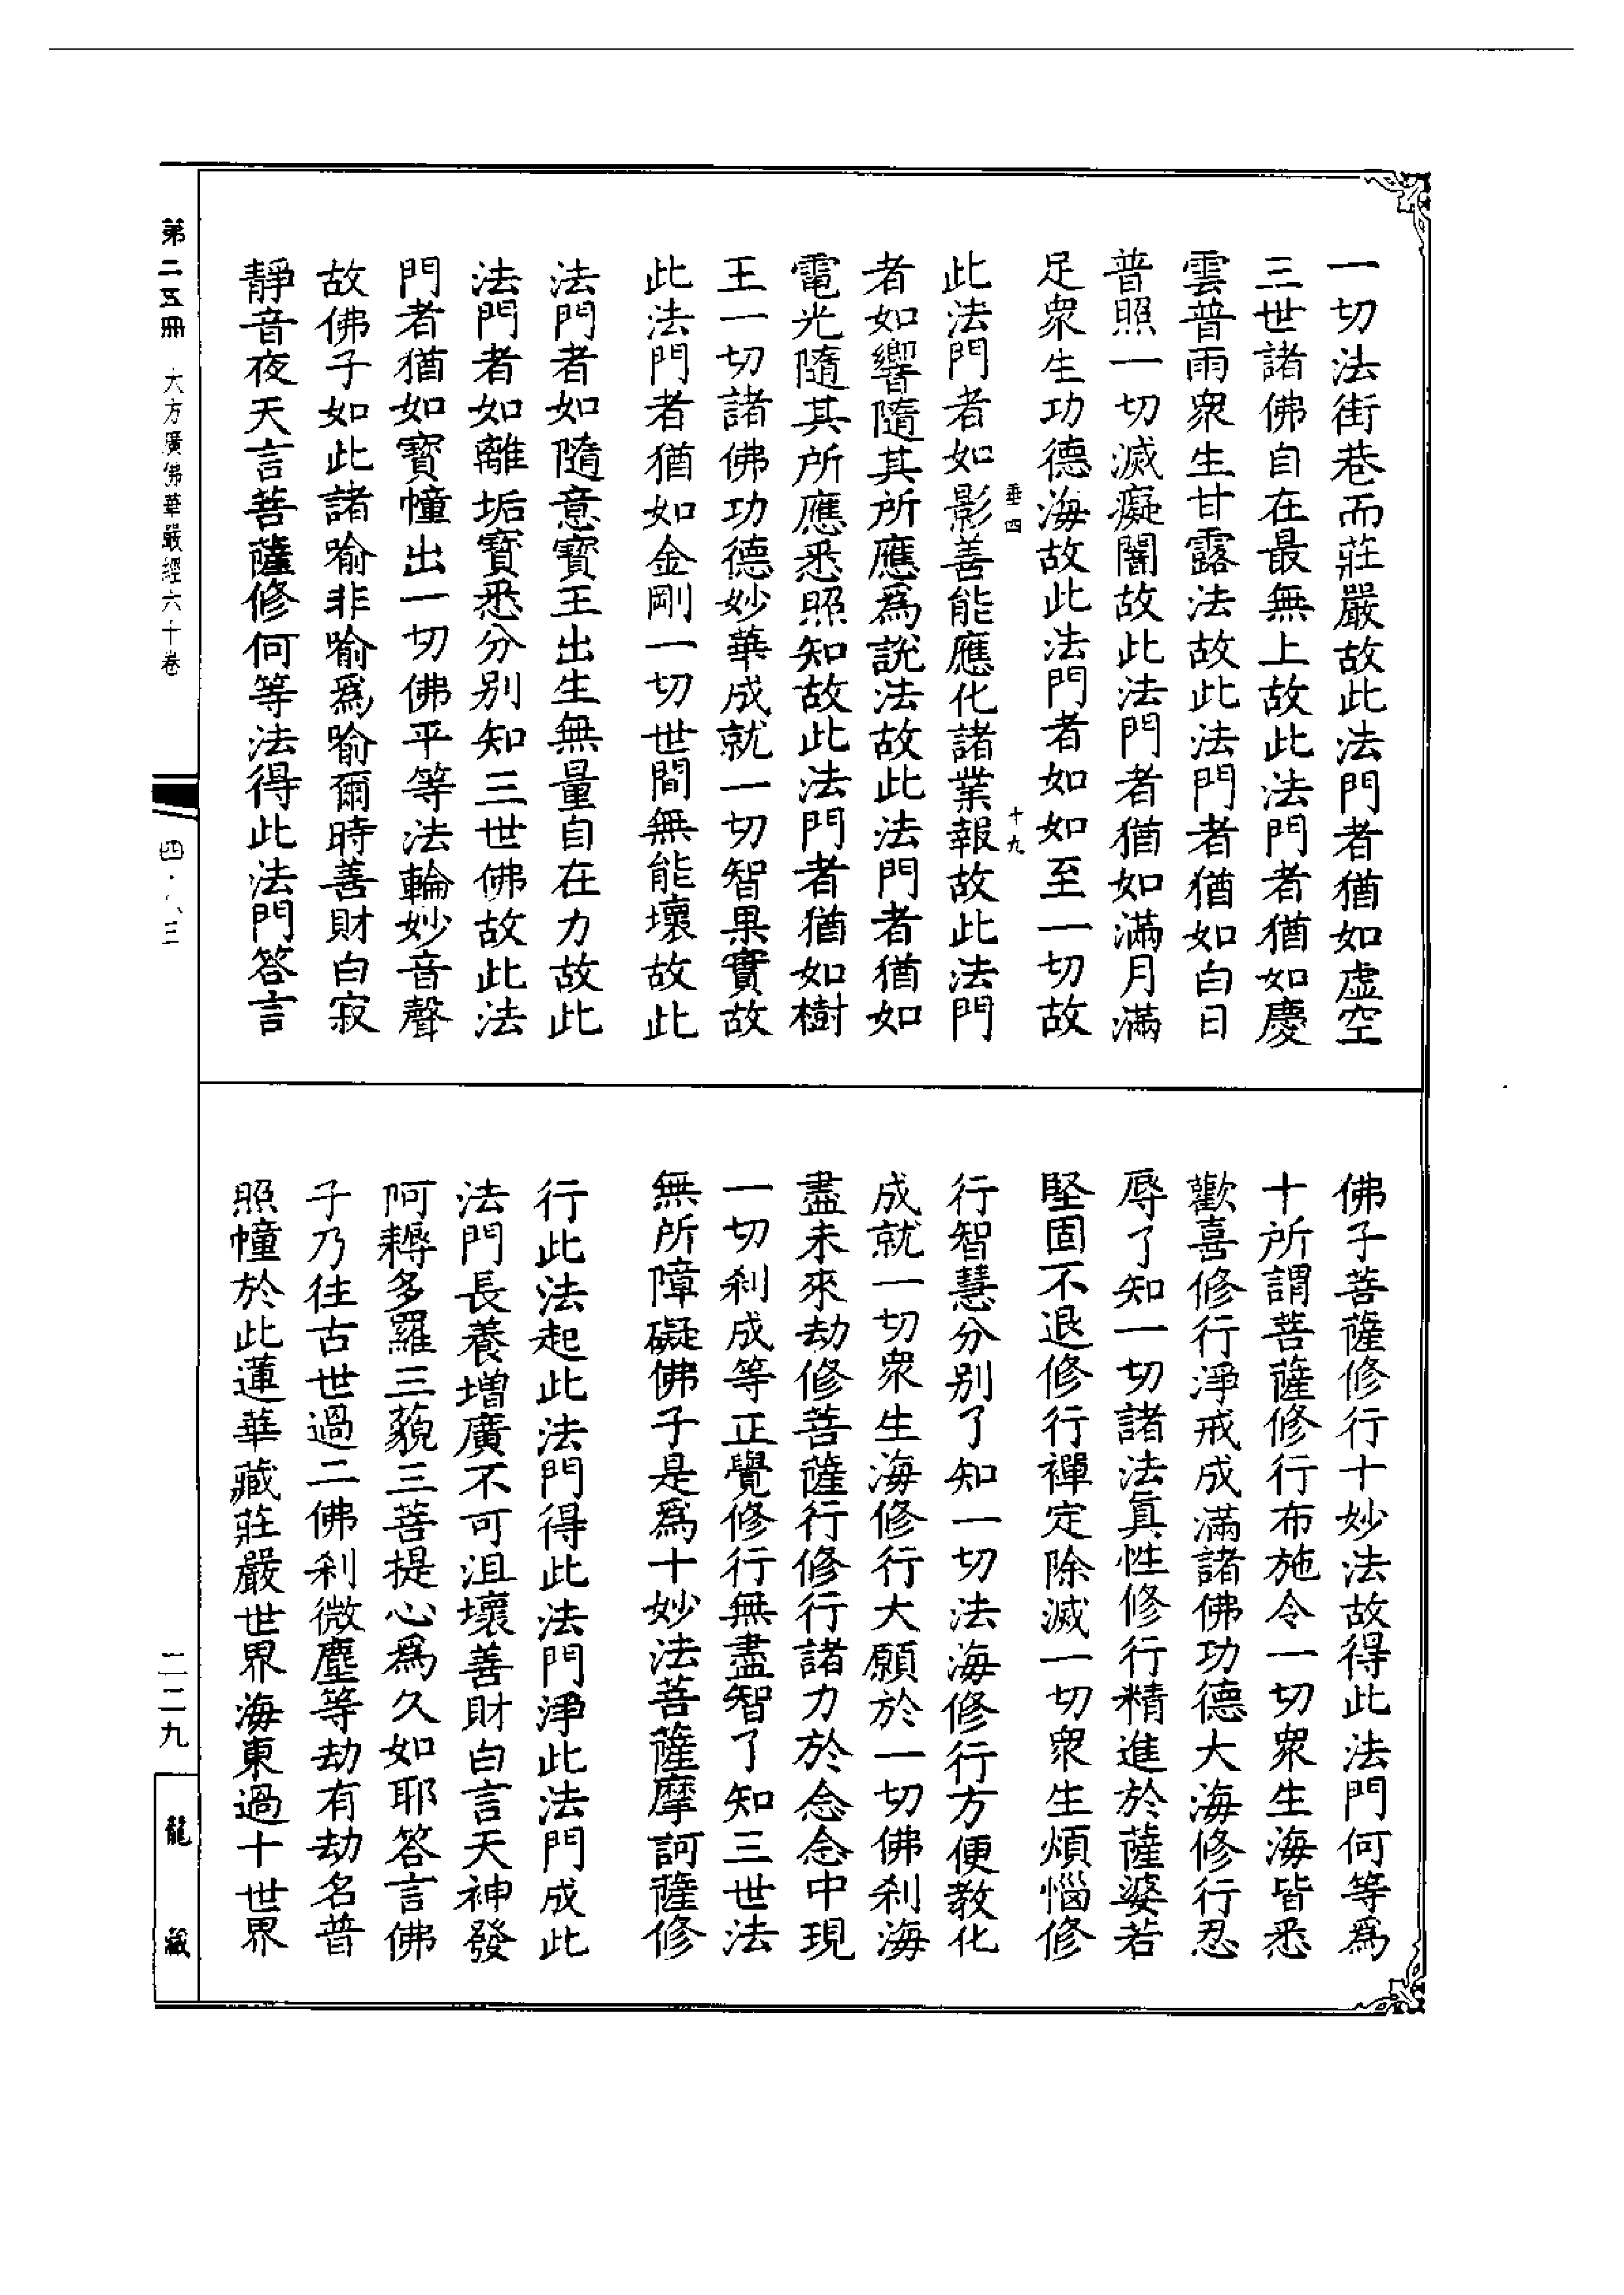 一切法街巷而莊嚴故此法門者猶如虛空
三世諸佛自在最無上故此法門者猶如慶
雲普雨衆生甘露法故此法門者猶如白日
普照一切滅癡闇故此法門者猶如滿月滿
足衆生功德海故此法門者如如如至一切故
垂四
十九
此法門者如影善能應化諸業報故此法門
者如響隨其所應爲說法故此法門者猶如
電光隨其所應悉照知故此法門者猶如樹
王一切諸佛功德妙華成就一切智果實故
此法門者猶如金剛一切世間無能壞故此
法門者如隨意寶王出生無量自在力故此
法門者如離垢寶悉分別知三世佛故此法
門者猶如寶幢出一切佛平等法輪妙音聲
故佛子如此諸喻非喻爲喻爾時善財白寂
靜音夜天言菩薩修何等法得此法門答言
佛子菩薩修行十妙法故得此法門何等爲
十所謂菩薩修行布施令一切衆生海皆悉
歡喜修行淨戒成滿諸佛功德大海修行忍
辱了知一切諸法眞性修行精進於薩婆若
堅固不退修行禪定除滅一切衆生煩惱修
行智慧分別了知一切法海修行方便教化
成就一切衆生海修行大願於一切佛刹海
盡未來劫修菩薩行修行諸力於念念中現
一切刹成等正覺修行無盡智了知三世法
無所障礙佛子是爲十妙法菩薩摩訶薩修
行此法起此法門得此法門淨此法門成此
法門長養增廣不可沮壞善財白言天神發
阿耨多羅三藐三菩提心爲久如耶答言佛
子乃往古世過二佛刹微塵等劫有劫名普
照幢於此蓮華藏莊嚴世界海東過十世界
第二五冊 大方廣佛華嚴經六十卷
四·八三
二二九
龍藏